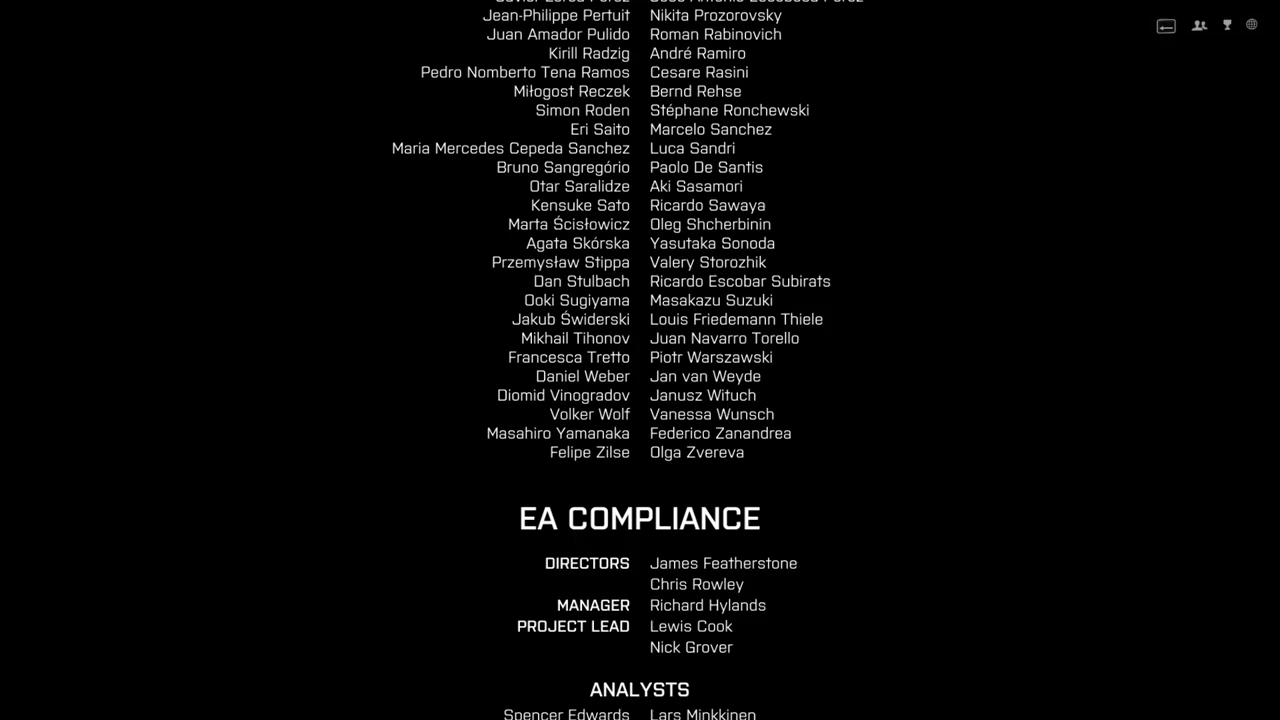 Jean-Philippe Pertuit Nikita Prozorovsky
Juan Amador Pulido Roman Rabinovich
Kirill Radzig André Ramiro
Pedro Nomberto Tena Ramos Cesare Rasini
Miłogost Reczek Bernd Rehse
Simon Roden Stéphane Ronchewski
Eri Saito Marcelo Sanchez
Maria Mercedes Cepeda Sanchez Luca Sandri
Bruno Sangregório Paolo De Santis
Otar Saralidze Aki Sasamori
Kensuke Sato Ricardo Sawaya
Marta Ścisłowicz Oleg Shcherbinin
Agata Skórska Yasutaka Sonoda
Przemysław Stippa Valery Storozhik
Dan Stulbach Ricardo Escobar Subirats
Ooki Sugiyama Masakazu Suzuki
Jakub Świderski Louis Friedemann Thiele
Mikhail Tihonov Juan Navarro Torello
Francesca Tretto Piotr Warszawski
Daniel Weber Jan van Weyde
Diomid Vinogradov Janusz Wituch
Volker Wolf Vanessa Wunsch
Masahiro Yamanaka Federico Zanandrea
Felipe Zilse Olga Zvereva
EA COMPLIANCE
DIRECTORS James Featherstone
Chris Rowley
MANAGER Richard Hylands
PROJECT LEAD Lewis Cook
Nick Grover
ANALYSTS
Spencer Edwards Lars Minkkinen